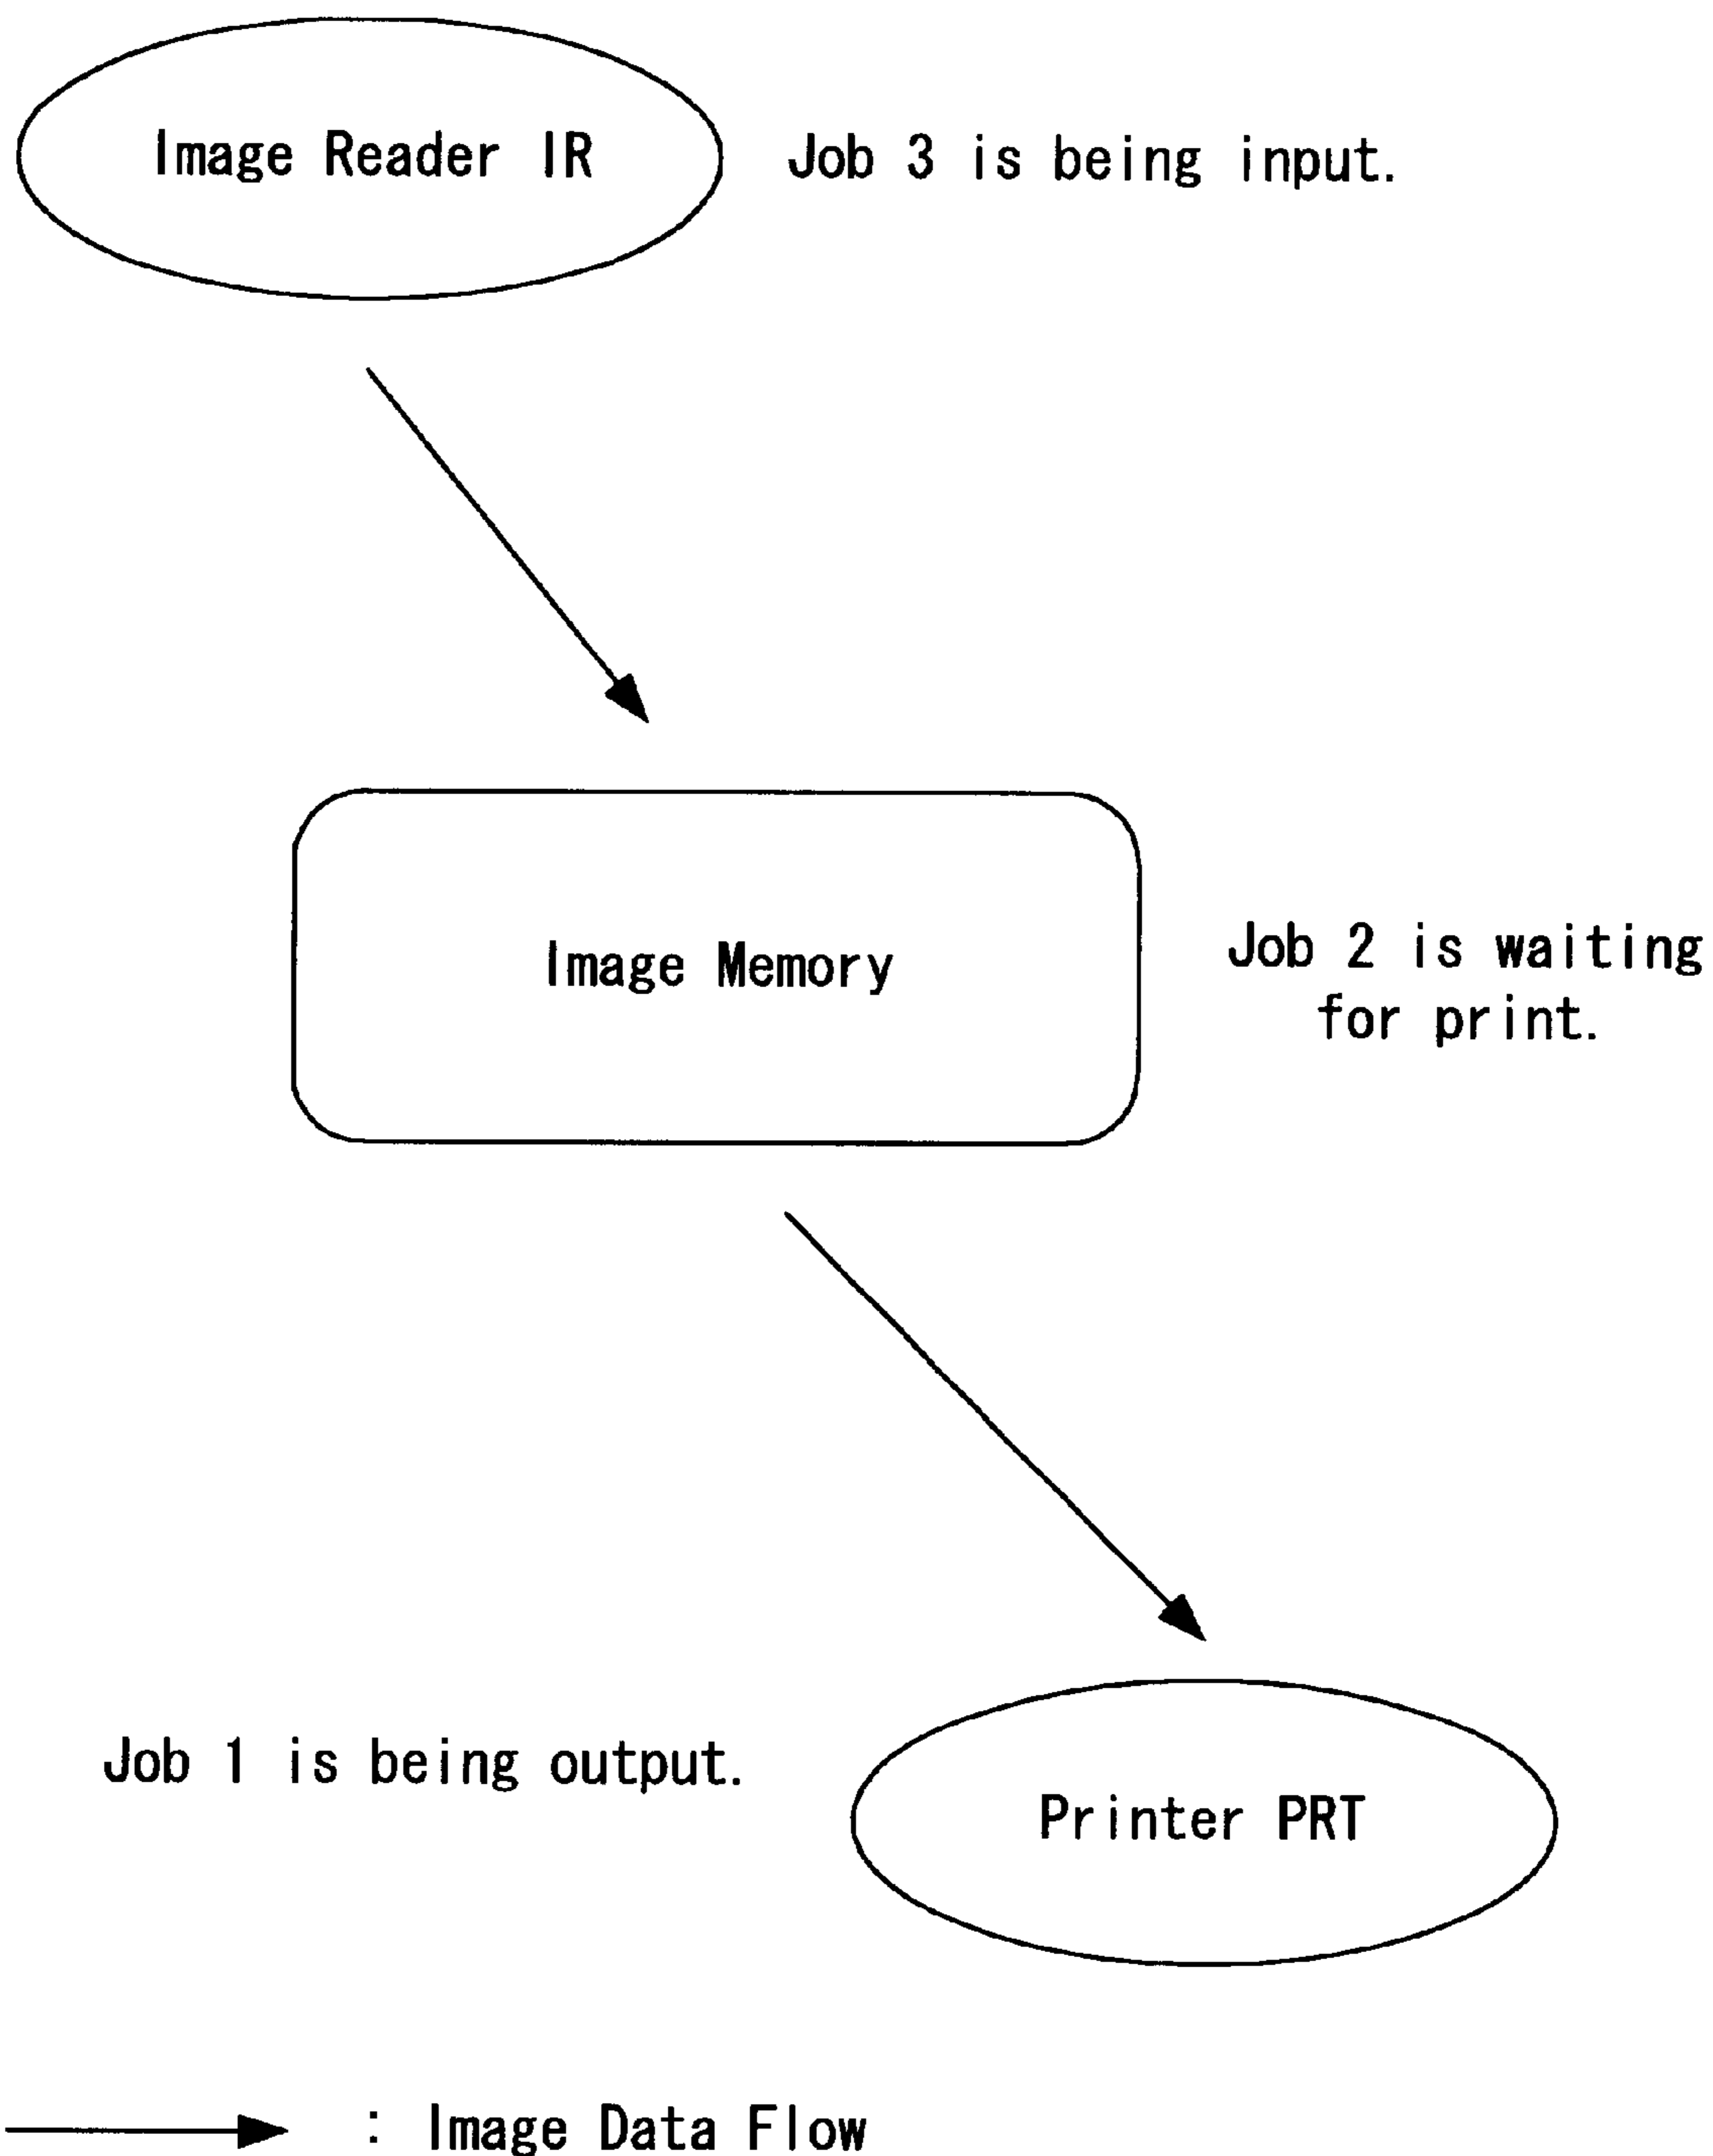 Image Reader IR
Job 3 is being input.
Image Memory
Job 2 is waiting
for print.
Job 1 is being output.
Printer PRT
: Image Data Flow